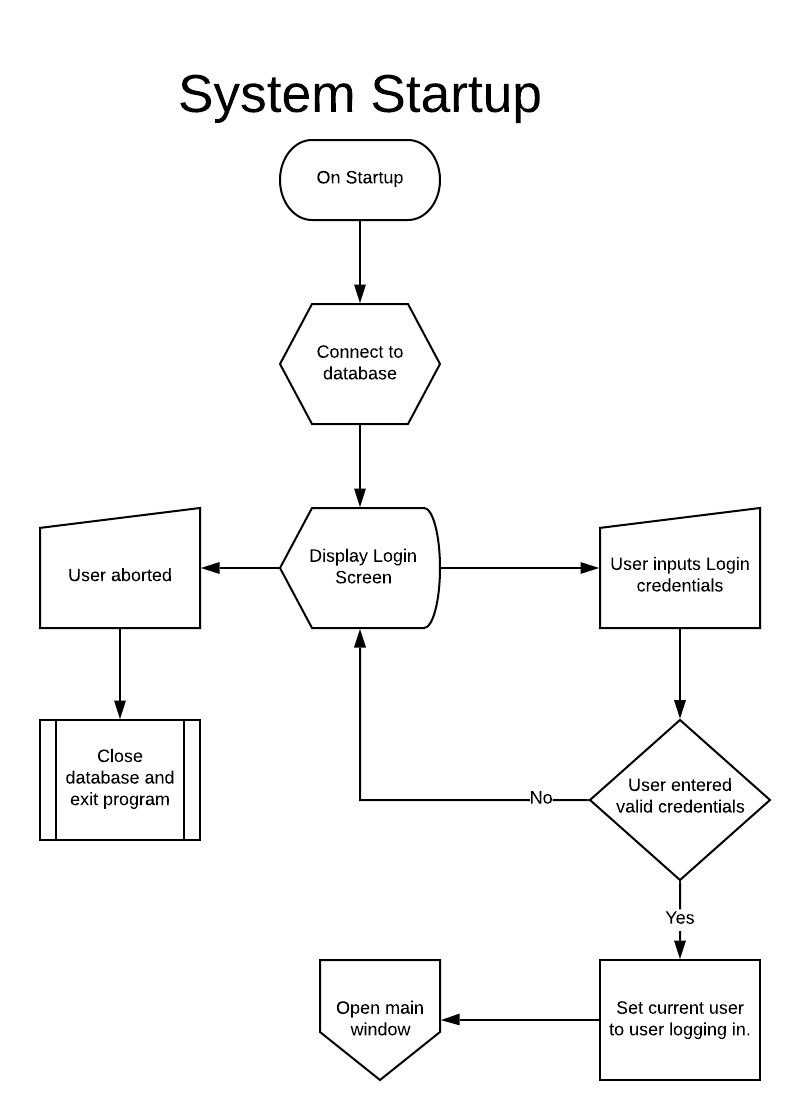 System Startup
On Startup
Connect to
database
User aborted
Display Login
Screen
User inputs Login
credentials
Close
database and
exit program
No
User entered
valid credentials
Yes
Open main
window
Set current user
to user logging in.